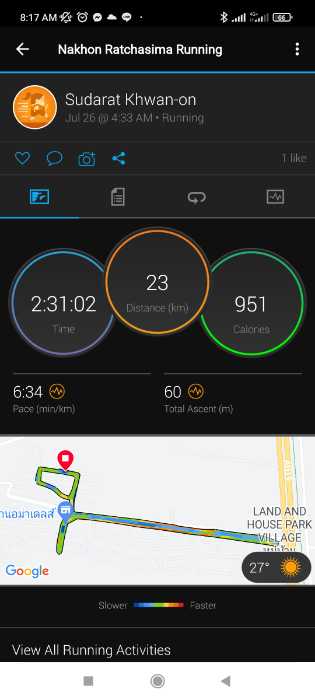 8:17 AM
66
Nakhon Ratchasima Running
Sudarat Khwan-on
Jul 26 @ 4:33 AM • Running
1 like
2:31:02
Time
23
Distance (km)
951
Calories
6:34
Pace (min/km)
60
Total Ascent (m)
านอมาเดลส์
LAND AND
HOUSE PARK
VILLAGE
27°
Google
Slower
Faster
View All Running Activities